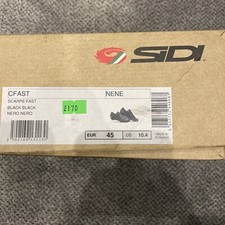 SIDI
CFAST
NENE
SCARPE FAST
BLACK BLACK
NERO NERO
£170
EUR 45 US 10.4